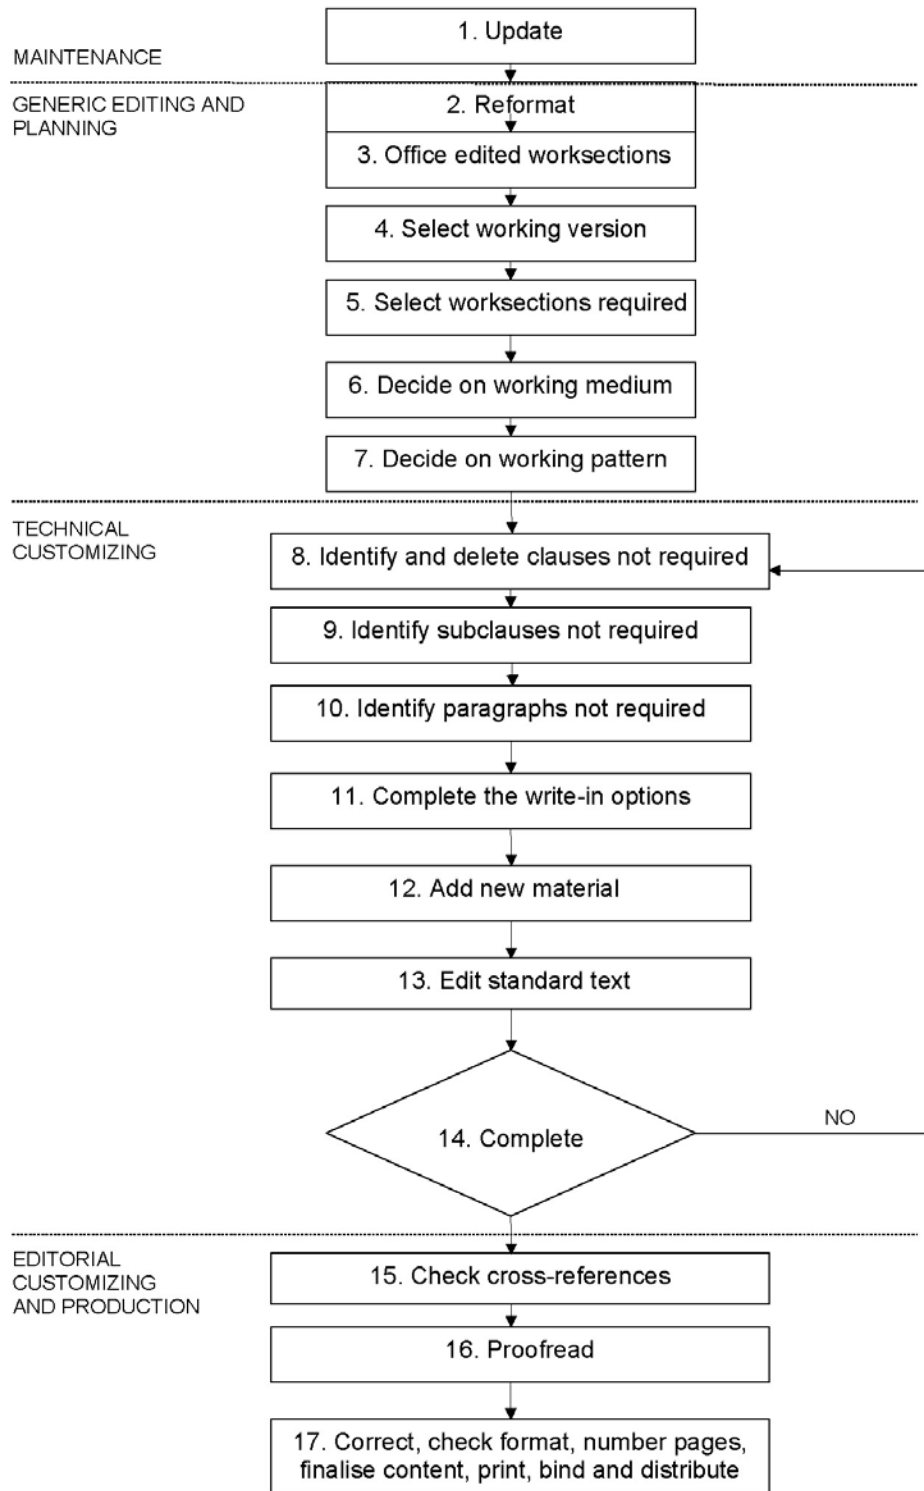 1. Update
MAINTENANCE
GENERIC EDITING AND
PLANNING
2. Reformat
3. Office edited worksections
4. Select working version
5. Select worksections required
6. Decide on working medium
7. Decide on working pattern
TECHNICAL
CUSTOMIZING
8. Identify and delete clauses not required
9. Identify subclauses not required
10. Identify paragraphs not required
11. Complete the write-in options
12. Add new material
13. Edit standard text
14. Complete
NO
EDITORIAL
CUSTOMIZING
AND PRODUCTION
15. Check cross-references
16. Proofread
17. Correct, check format, number pages,
finalise content, print, bind and distribute